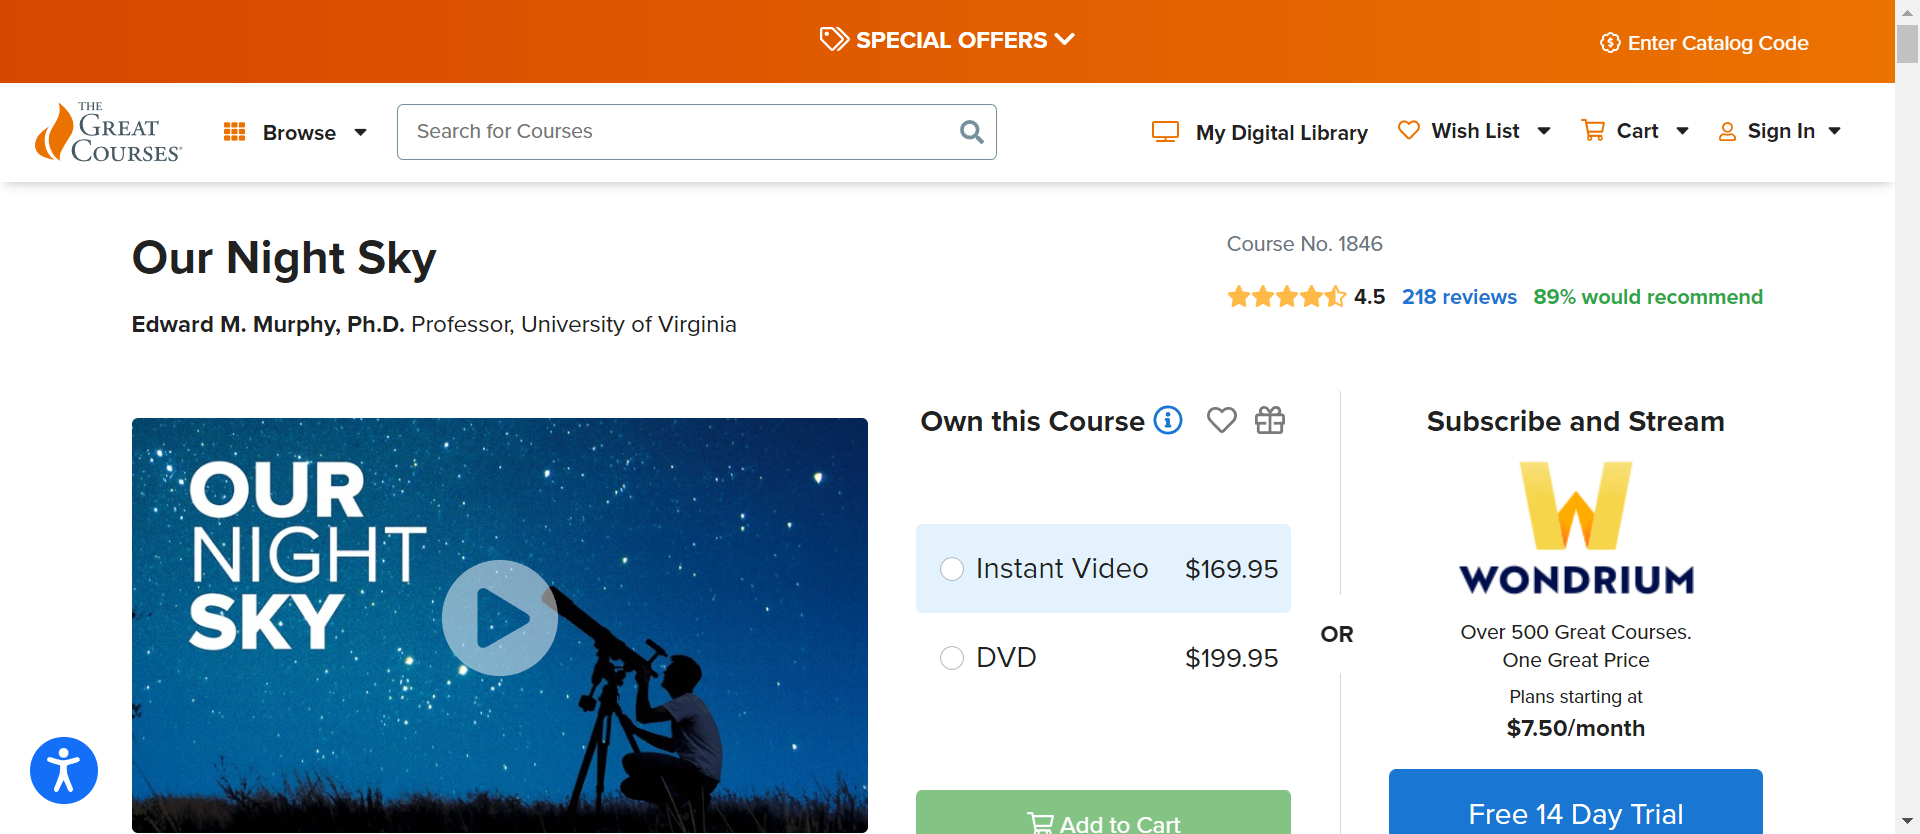 SPECIAL OFFERS
Enter Catalog Code
THE
GREAT
COURSES®
Browse
Search for Courses
My Digital Library
Wish List
Cart
Sign In
Our Night Sky
Edward M. Murphy, Ph.D. Professor, University of Virginia
Course No. 1846
4.5 218 reviews 89% would recommend
OUR
NIGHT
SKY
Own this Course
Instant Video $169.95
DVD $199.95
Add to Cart
OR
Subscribe and Stream
WONDRIUM
Over 500 Great Courses.
One Great Price
Plans starting at
$7.50/month
Free 14 Day Trial